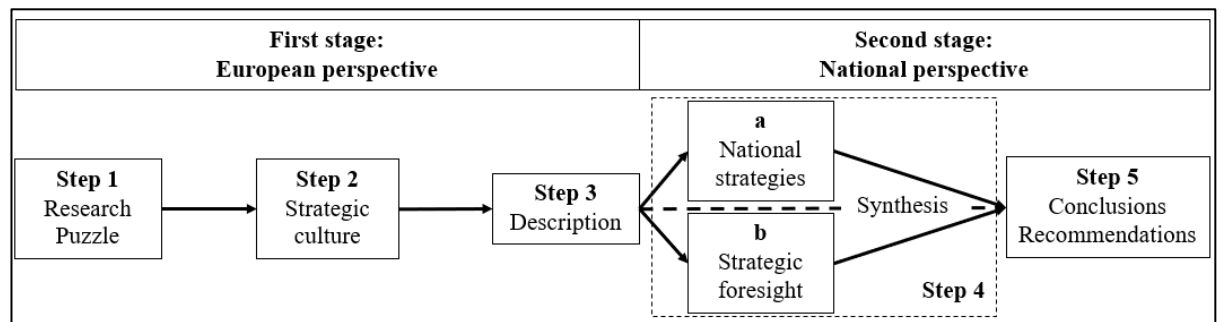 First stage:
European perspective
Second stage:
National perspective
Step 1
Research
Puzzle
Step 2
Strategic
culture
Step 3
Description
a
National
strategies
Synthesis
b
Strategic
foresight
Step 4
Step 5
Conclusions
Recommendations